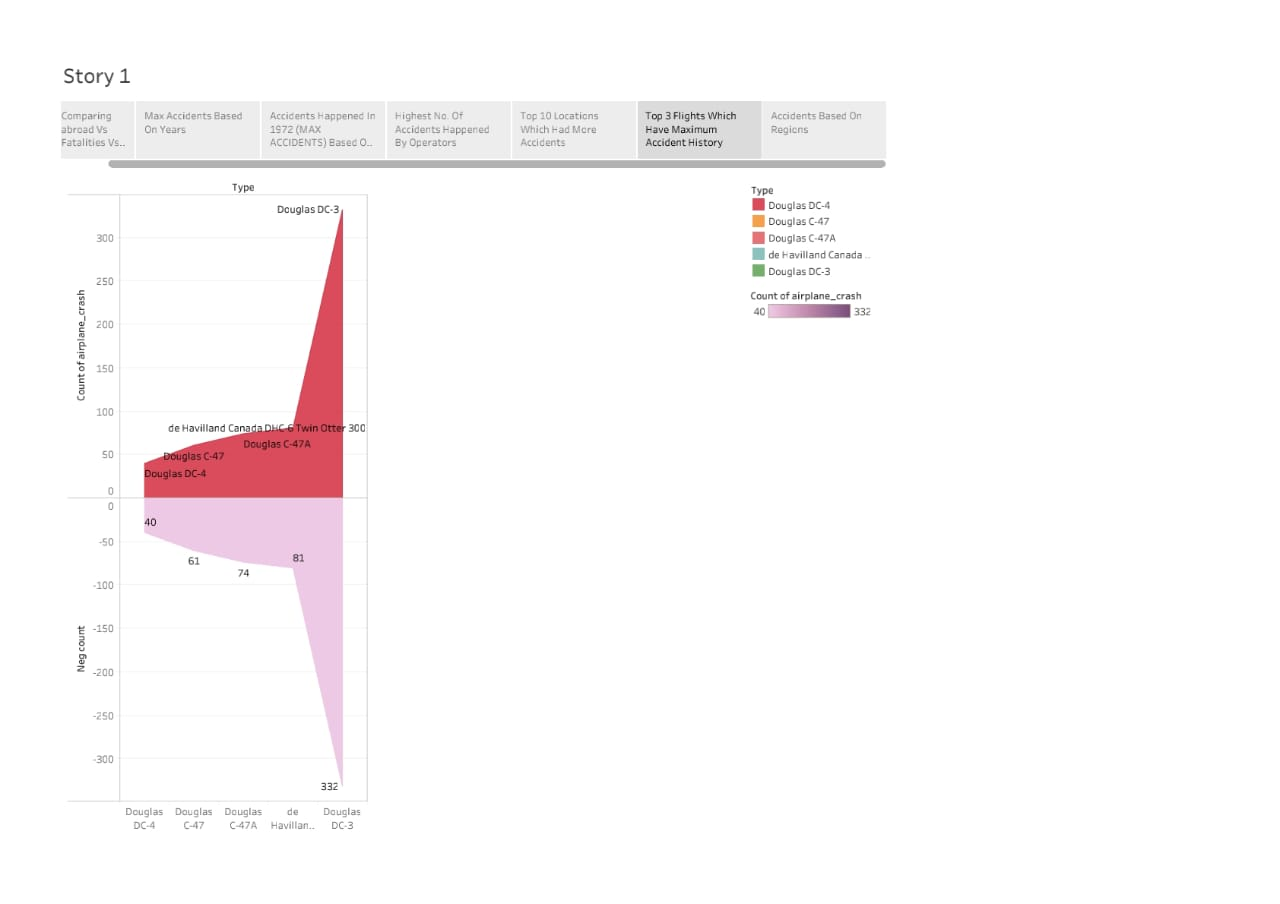 Story 1
Comparing
abroad Vs
Fatalities Vs..
Max Accidents Based
On Years
Accidents Happened In
1972 (MAX
ACCIDENTS) Based O..
Highest No. Of
Accidents Happened
By Operators
Top 10 Locations
Which Had More
Accidents
Top 3 Flights Which
Have Maximum
Accident History
Accidents Based On
Regions
Type
Douglas DC-3
300
250
200
150
100
50
0
Count of airplane_crash
de Havilland Canada DHC-6 Twin Otter 300
Douglas C-47A
Douglas C-47
Douglas DC-4
0
-50
-100
-150
-200
-250
-300
Neg count
40
61
74
81
332
Douglas
DC-4
Douglas
C-47
Douglas
C-47A
de
Havillan..
Douglas
DC-3
Type
Douglas DC-4
Douglas C-47
Douglas C-47A
de Havilland Canada ..
Douglas DC-3
Count of airplane_crash
40 332